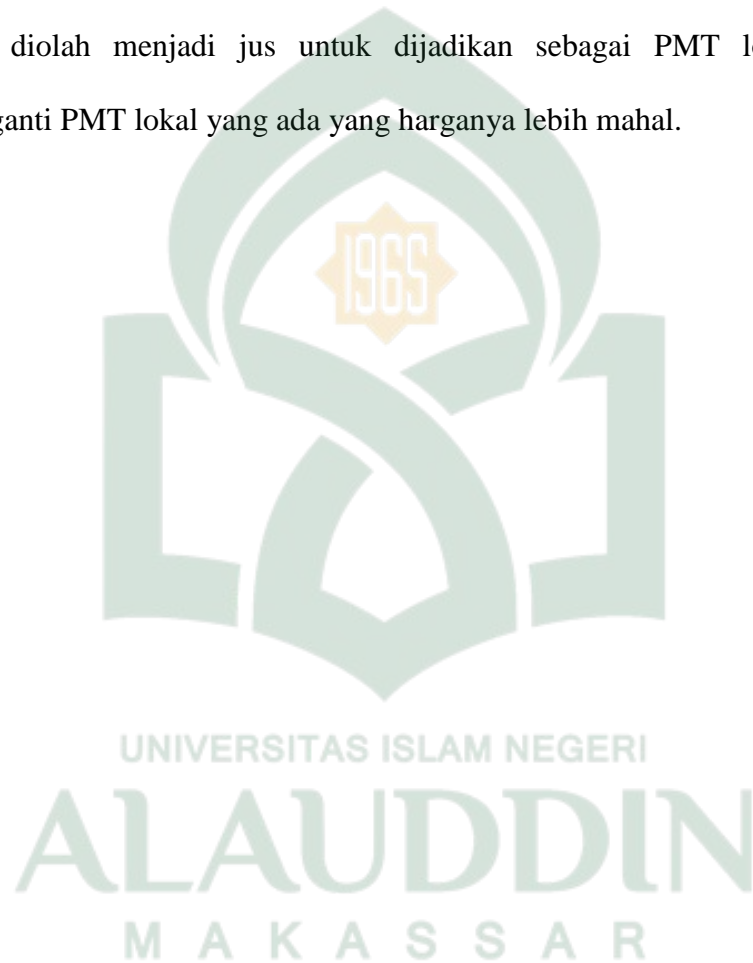 diolah menjadi jus untuk dijadikan sebagai PMT
PMT lokal yang ada yang harganya lebih mahal.
1965
UNIVERSITAS ISLAM NEGERI
ALAUDDIN
MAKASSAR